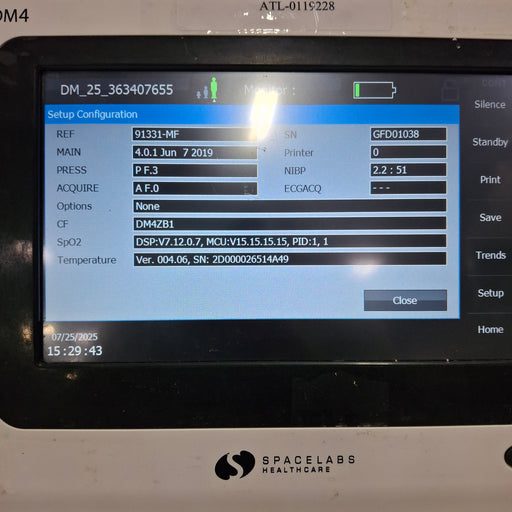 ATL-0119228
DM4
DM_25_363407655
Setup Configuration
Silence
REF 91331-MF SN GFD01038
MAIN 4.0.1 Jun 7 2019 Printer 0
Standby
PRESS P F.3 NIBP 2.2 : 51
Print
ACQUIRE A F.0 ECGACQ ---
Options None
Save
CF DM4ZB1
SpO2 DSP:V7.12.0.7, MCU:V15.15.15.15, PID:1, 1
Trends
Temperature Ver. 004.06, SN: 2D000026514A49
Setup
Close
Home
07/25/2025
15:29:43
SPACELABS
HEALTHCARE